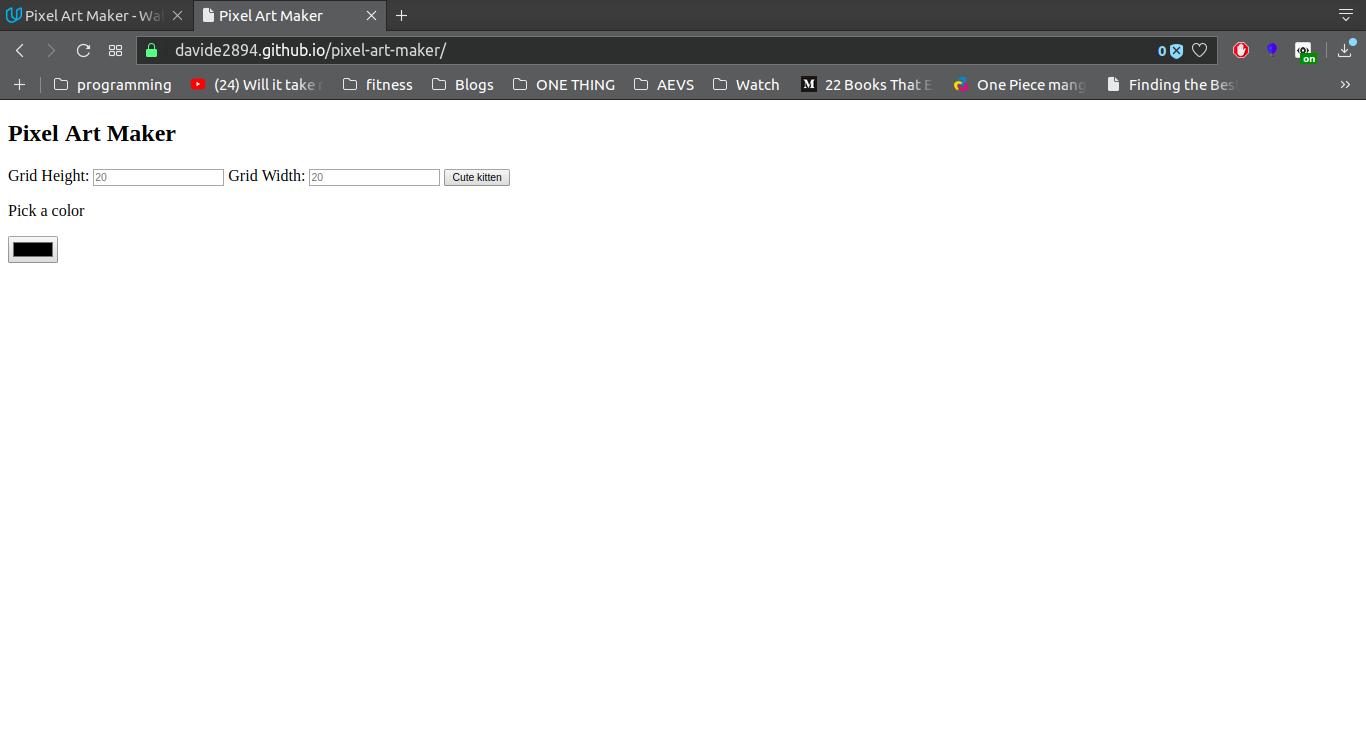 Pixel Art Maker - Wa
Pixel Art Maker
davide2894.github.io/pixel-art-maker/
0
on
programming
(24) Will it take
fitness
Blogs
ONE THING
AEVS
Watch
M
22 Books That E
One Piece mang
Finding the Bes
Pixel Art Maker
Grid Height: 20 Grid Width: 20 Cute kitten
Pick a color